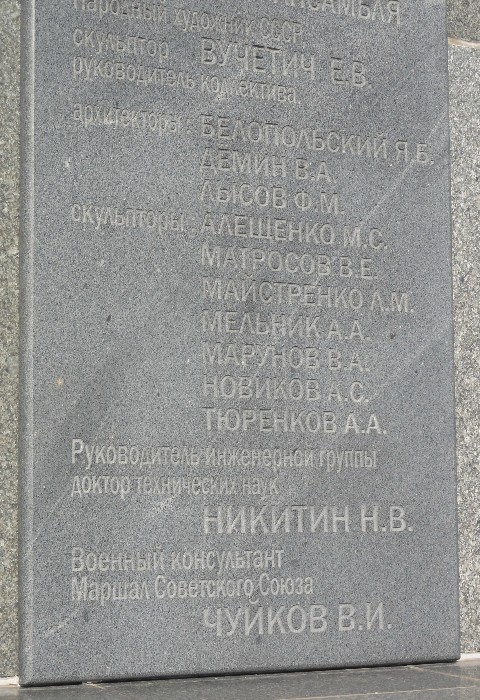 АНСАМБЛЯ
Народный художник СССР
скульптор ВУЧЕТИЧ Е.В.
руководитель коллектива.
архитекторы: БЕЛОПОЛЬСКИЙ Я.Б.
ДЕМИН В.А.
ЛЫСОВ Ф.М.
скульпторы: АЛЕЩЕНКО М.С.
МАТРОСОВ В.Е.
МАЙСТРЕНКО Л.М.
МЕЛЬНИК А.А.
МАРУНОВ В.А.
НОВИКОВ А.С.
ТЮРЕНКОВ А.А.
Руководитель инженерной группы
доктор технических наук
НИКИТИН Н.В.
Военный консультант
Маршал Советского Союза
ЧУЙКОВ В.И.